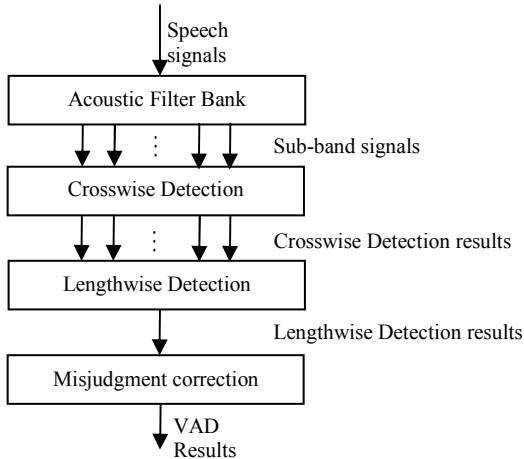 Speech
signals
Acoustic Filter Bank
Sub-band signals
Crosswise Detection
Crosswise Detection results
Lengthwise Detection
Lengthwise Detection results
Misjudgment correction
VAD
Results